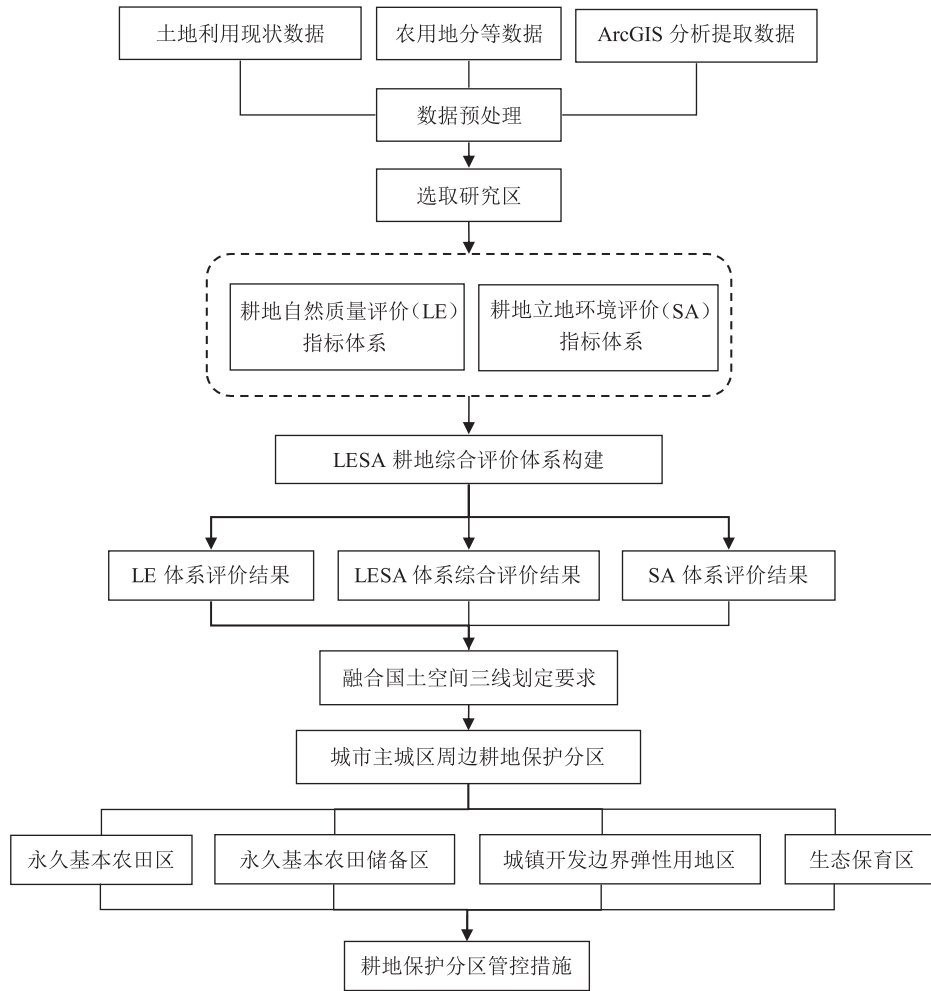 土地利用现状数据
农用地分等数据
ArcGIS 分析提取数据
数据预处理
选取研究区
耕地自然质量评价(LE)
指标体系
耕地立地环境评价(SA)
指标体系
LESA 耕地综合评价体系构建
LE 体系评价结果
LESA 体系综合评价结果
SA 体系评价结果
融合国土空间三线划定要求
城市主城区周边耕地保护分区
永久基本农田区
永久基本农田储备区
城镇开发边界弹性用地区
生态保育区
耕地保护分区管控措施